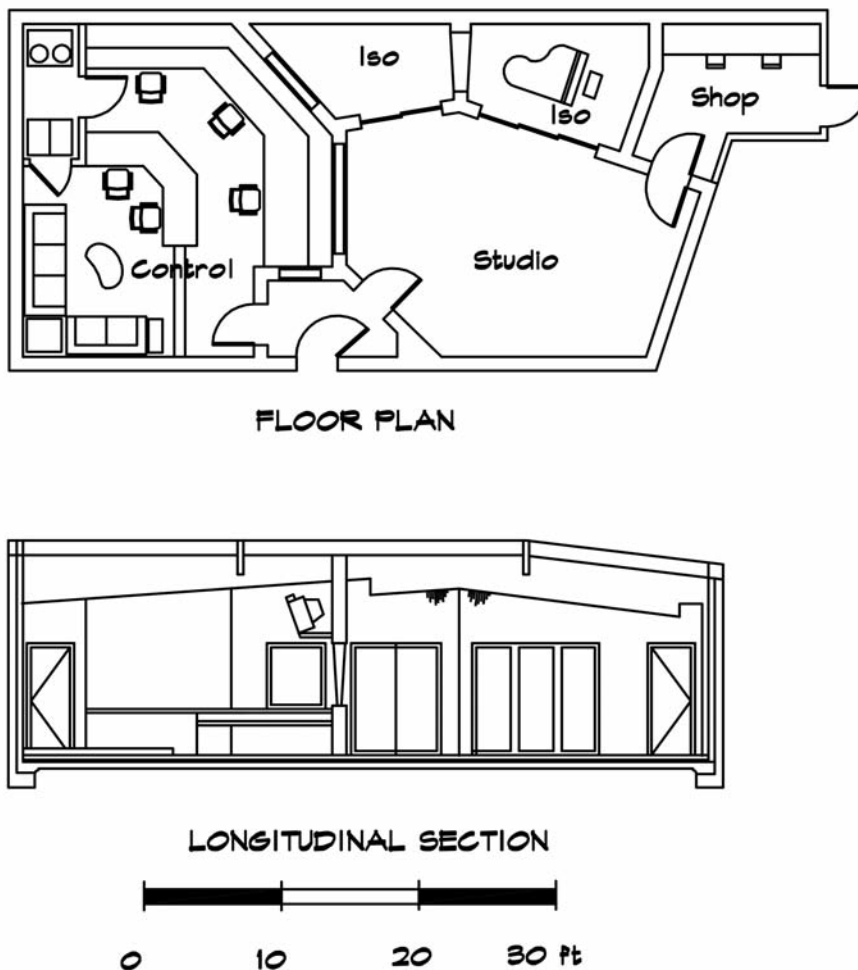 Iso
Iso
Shop
Control
Studio
FLOOR PLAN
LONGITUDINAL SECTION
0 10 20 30 ft